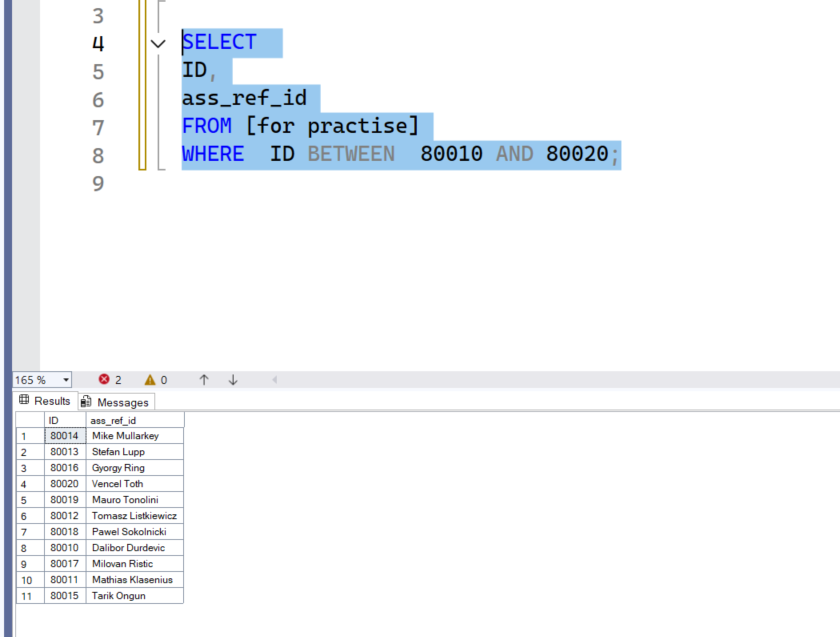 3
4 SELECT
5 ID,
6 ass_ref_id
7 FROM [for practise]
8 WHERE ID BETWEEN 80010 AND 80020;
9
165 % 2 0
Results Messages
ID ass_ref_id
1 80014 Mike Mullarkey
2 80013 Stefan Lupp
3 80016 Gyorgy Ring
4 80020 Vencel Toth
5 80019 Mauro Tonolini
6 80012 Tomasz Listkiewicz
7 80018 Pawel Sokolnicki
8 80010 Dalibor Durdevic
9 80017 Milovan Ristic
10 80011 Mathias Klasenius
11 80015 Tarik Ongun